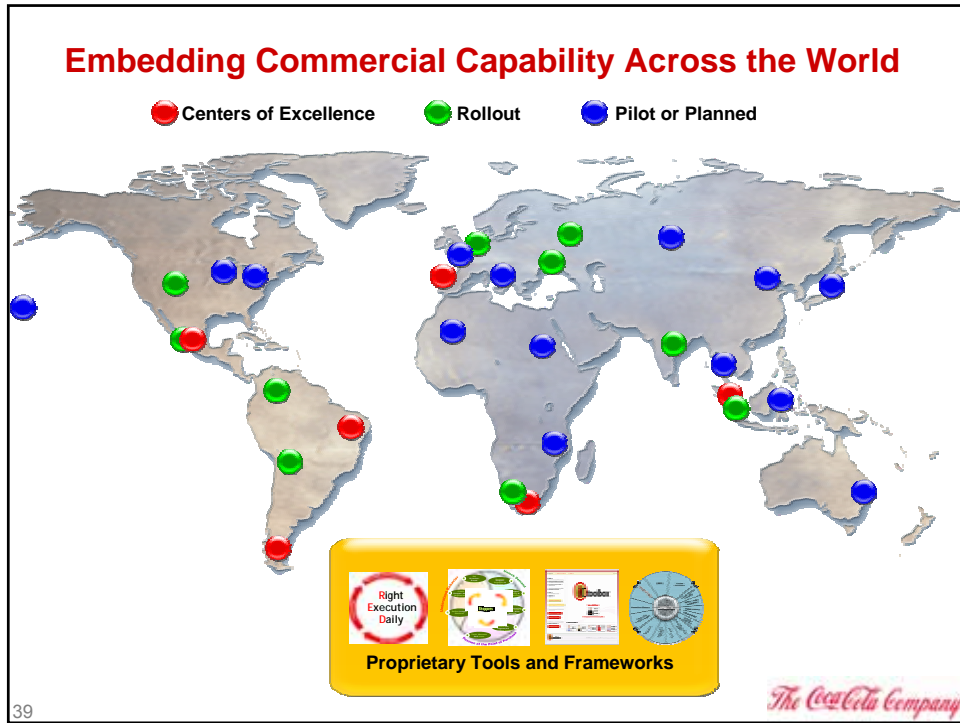 Embedding Commercial Capability Across the World
Centers of Excellence
Rollout
Pilot or Planned
Right
Execution
Daily
toolbox
Proprietary Tools and Frameworks
39
The Coca-Cola Company